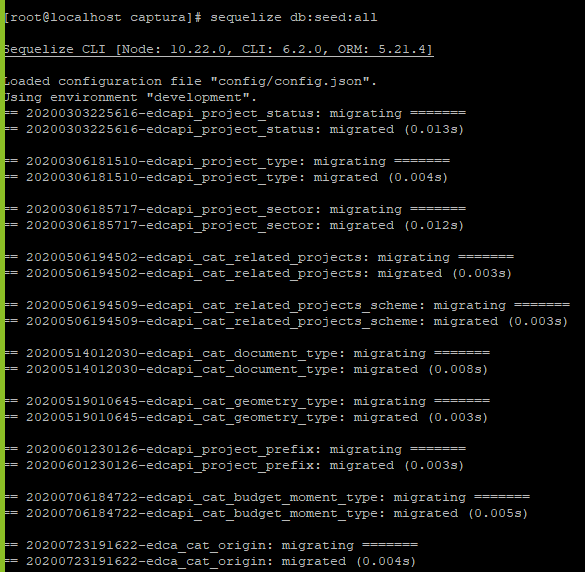 [root@localhost captura]# sequelize db:seed:all
Sequelize CLI [Node: 10.22.0, CLI: 6.2.0, ORM: 5.21.4]
Loaded configuration file "config/config.json".
Using environment "development".
== 20200303225616-edcapi_project_status: migrating =======
== 20200303225616-edcapi_project_status: migrated (0.013s)
== 20200306181510-edcapi_project_type: migrating =======
== 20200306181510-edcapi_project_type: migrated (0.004s)
== 20200306185717-edcapi_project_sector: migrating =======
== 20200306185717-edcapi_project_sector: migrated (0.012s)
== 20200506194502-edcapi_cat_related_projects: migrating =======
== 20200506194502-edcapi_cat_related_projects: migrated (0.003s)
== 20200506194509-edcapi_cat_related_projects_scheme: migrating =======
== 20200506194509-edcapi_cat_related_projects_scheme: migrated (0.003s)
== 20200514012030-edcapi_cat_document_type: migrating =======
== 20200514012030-edcapi_cat_document_type: migrated (0.008s)
== 20200519010645-edcapi_cat_geometry_type: migrating =======
== 20200519010645-edcapi_cat_geometry_type: migrated (0.003s)
== 20200601230126-edcapi_project_prefix: migrating =======
== 20200601230126-edcapi_project_prefix: migrated (0.003s)
== 20200706184722-edcapi_cat_budget_moment_type: migrating =======
== 20200706184722-edcapi_cat_budget_moment_type: migrated (0.005s)
== 20200723191622-edca_cat_origin: migrating =======
== 20200723191622-edca_cat_origin: migrated (0.004s)